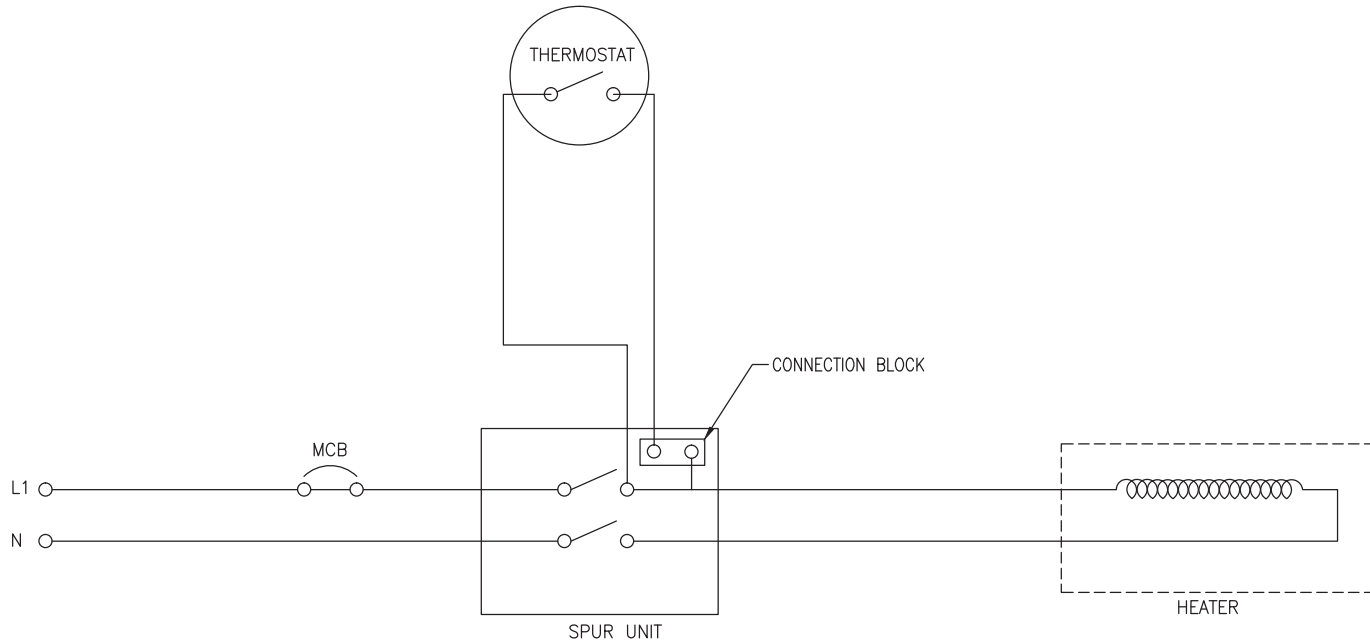 THERMOSTAT
CONNECTION BLOCK
MCB
L1
N
HEATER
SPUR UNIT